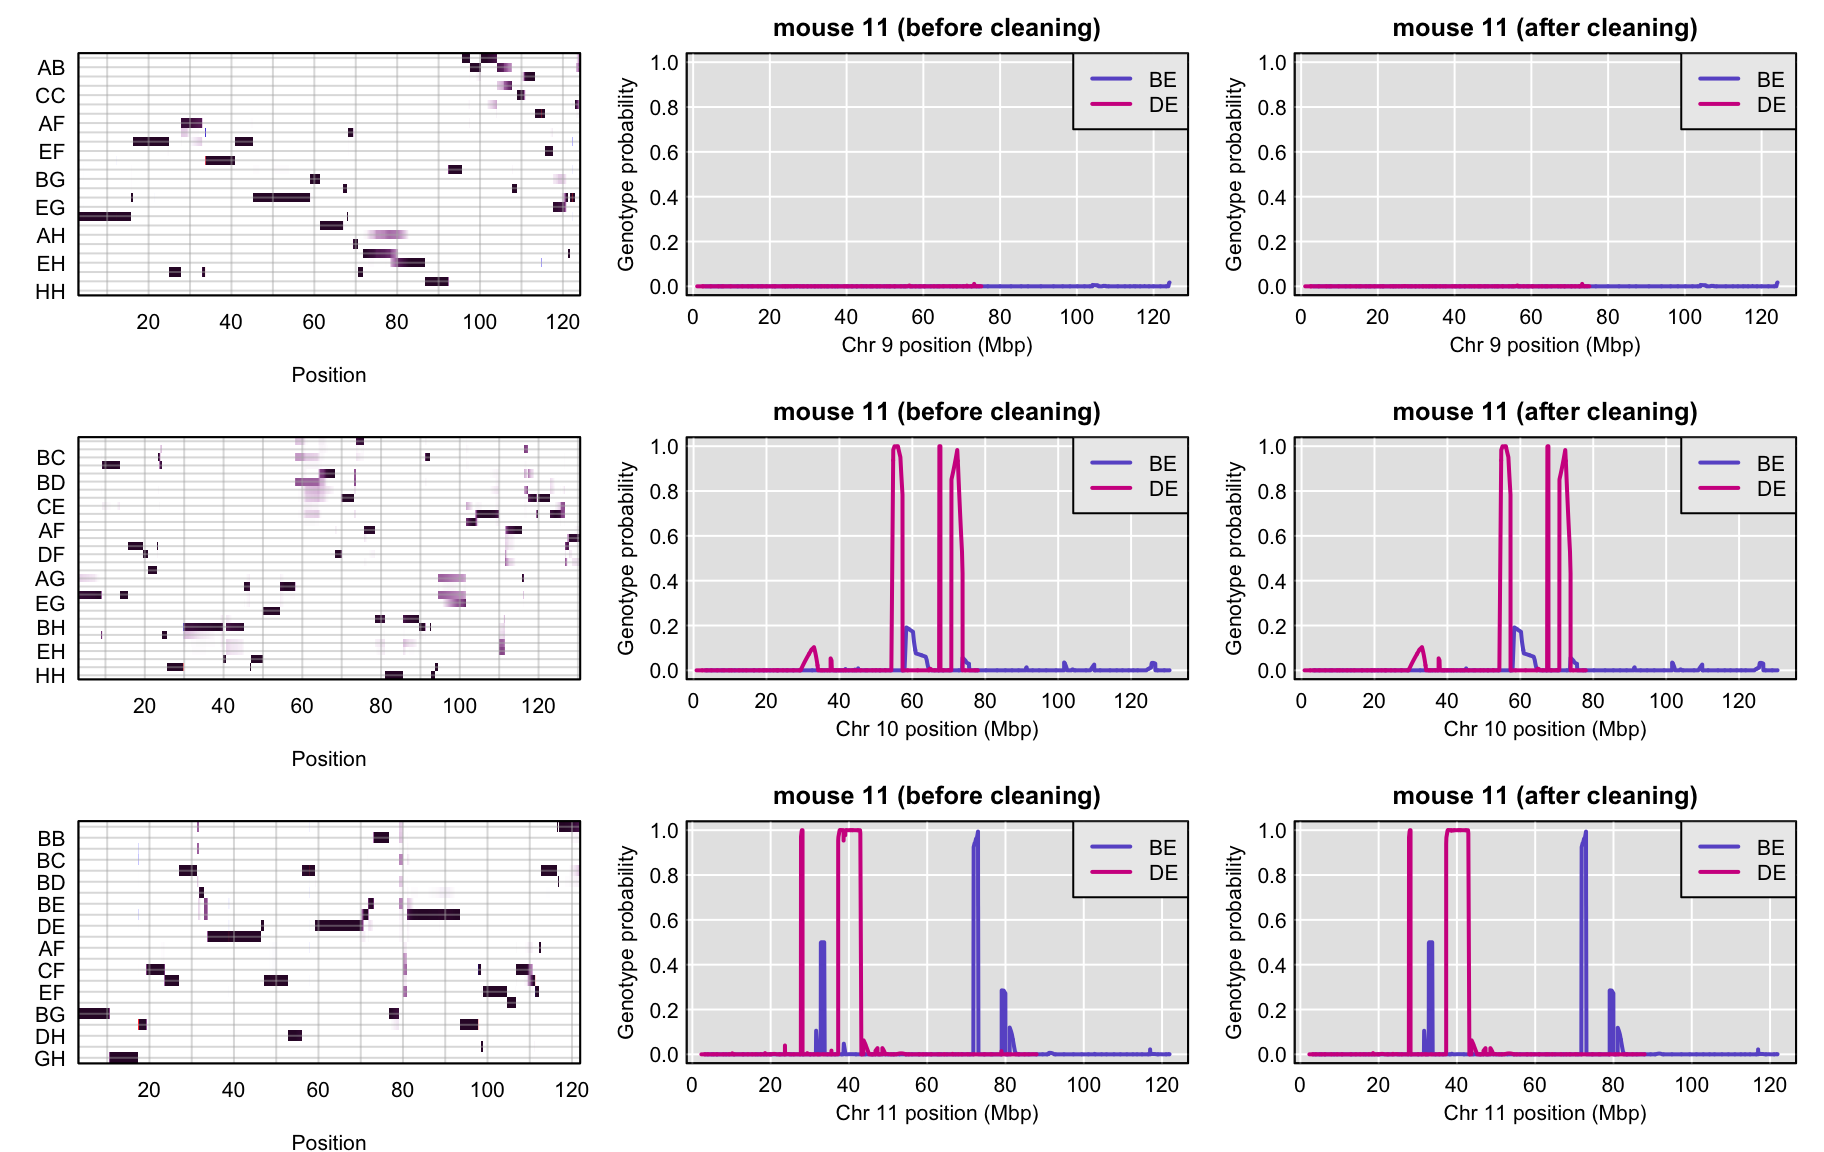 AB
CC
AF
EF
BG
EG
AH
EH
HH
20 40 60 80 100 120
Position
mouse 11 (before cleaning)
Genotype probability
1.0
0.8
0.6
0.4
0.2
0.0
BE
DE
0 20 40 60 80 100 120
Chr 9 position (Mbp)
mouse 11 (after cleaning)
Genotype probability
1.0
0.8
0.6
0.4
0.2
0.0
BE
DE
0 20 40 60 80 100 120
Chr 9 position (Mbp)
BC
BD
CE
AF
DF
AG
EG
BH
EH
HH
20 40 60 80 100 120
Position
mouse 11 (before cleaning)
Genotype probability
1.0
0.8
0.6
0.4
0.2
0.0
BE
DE
0 20 40 60 80 100 120
Chr 10 position (Mbp)
mouse 11 (after cleaning)
Genotype probability
1.0
0.8
0.6
0.4
0.2
0.0
BE
DE
0 20 40 60 80 100 120
Chr 10 position (Mbp)
BB
BC
BD
BE
DE
AF
CF
EF
BG
DH
GH
20 40 60 80 100 120
Position
mouse 11 (before cleaning)
Genotype probability
1.0
0.8
0.6
0.4
0.2
0.0
BE
DE
0 20 40 60 80 100 120
Chr 11 position (Mbp)
mouse 11 (after cleaning)
Genotype probability
1.0
0.8
0.6
0.4
0.2
0.0
BE
DE
0 20 40 60 80 100 120
Chr 11 position (Mbp)